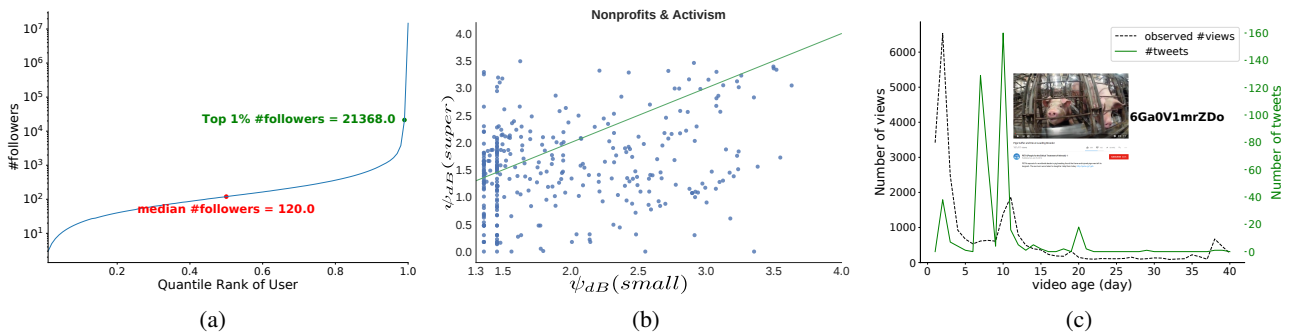 10^7
10^6
10^5
10^4
10^3
10^2
10^1
#followers
Top 1% #followers = 21368.0
median #followers = 120.0
0.2 0.4 0.6 0.8 1.0
Quantile Rank of User
(a)
Nonprofits & Activism
4.0
3.5
3.0
2.5
2.0
1.5
1.0
0.5
0.0
ψ_{dB}(super)
1.3 1.5 2.0 2.5 3.0 3.5 4.0
ψ_{dB}(small)
(b)
6000
5000
4000
3000
2000
1000
0
Number of views
observed #views
#tweets
6Ga0V1mrZDo
160
140
120
100
80
60
40
20
0
Number of tweets
0 5 10 15 20 25 30 35 40
video age (day)
(c)